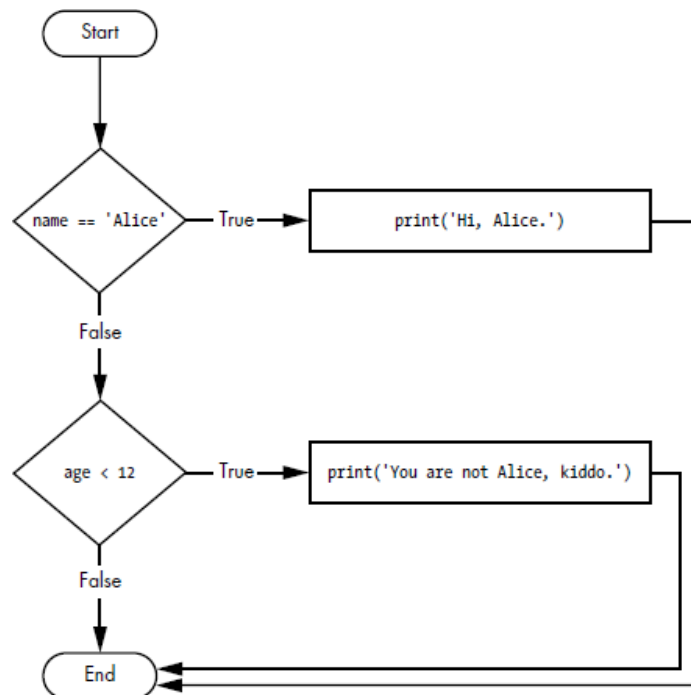 Start
name == 'Alice'
True
print('Hi, Alice.')
False
age < 12
True
print('You are not Alice, kiddo.')
False
End